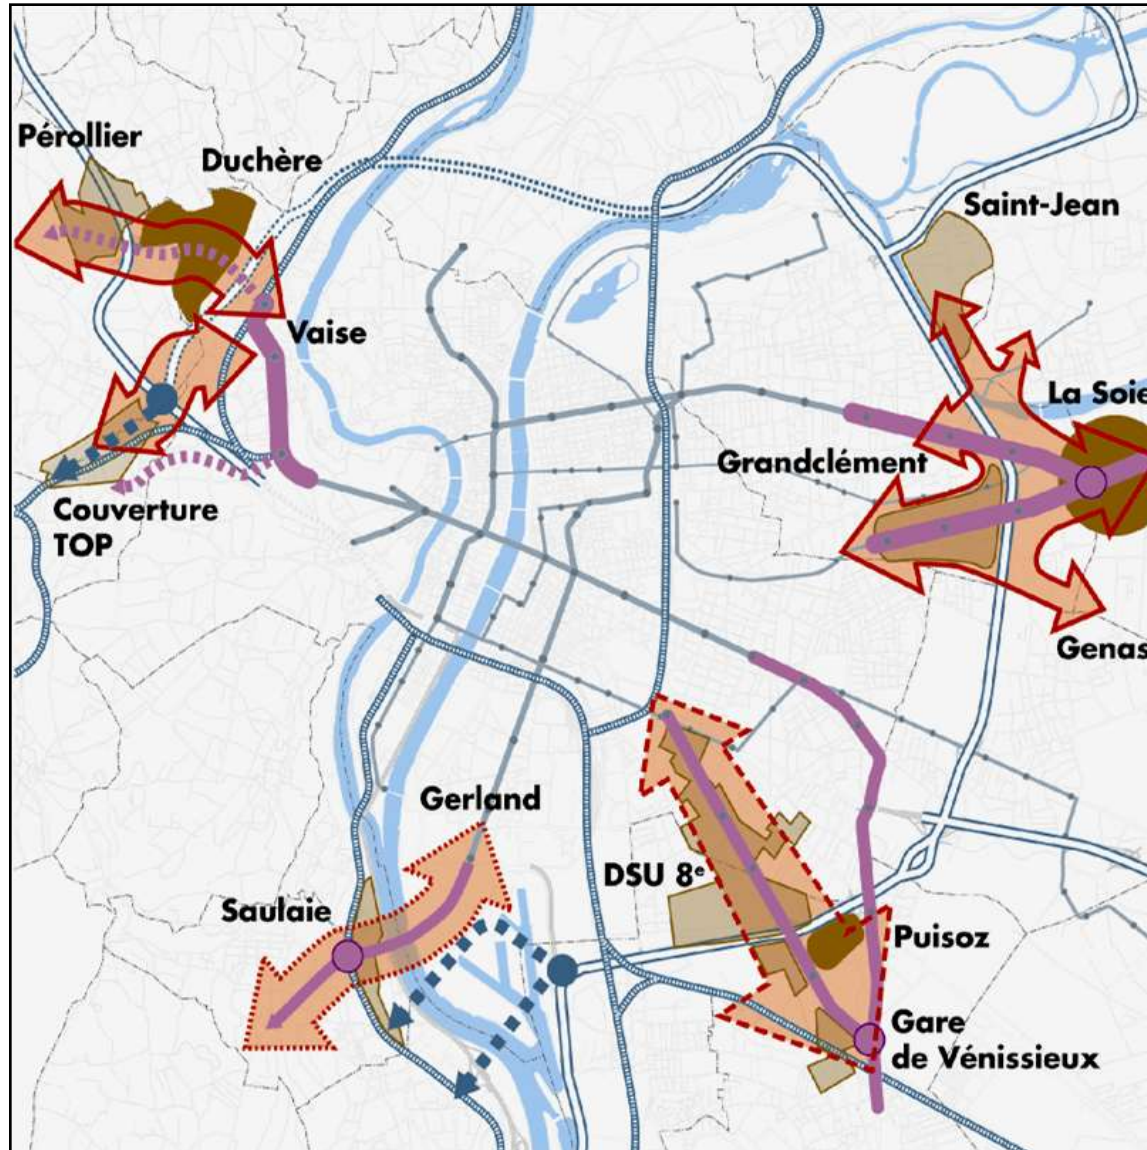 Pérollier
Duchère
Saint-Jean
Vaise
La Soie
Grandclément
Couverture
TOP
Genas
Gerland
DSU 8ᵉ
Saulaie
Puisoz
Gare
de Vénissieux